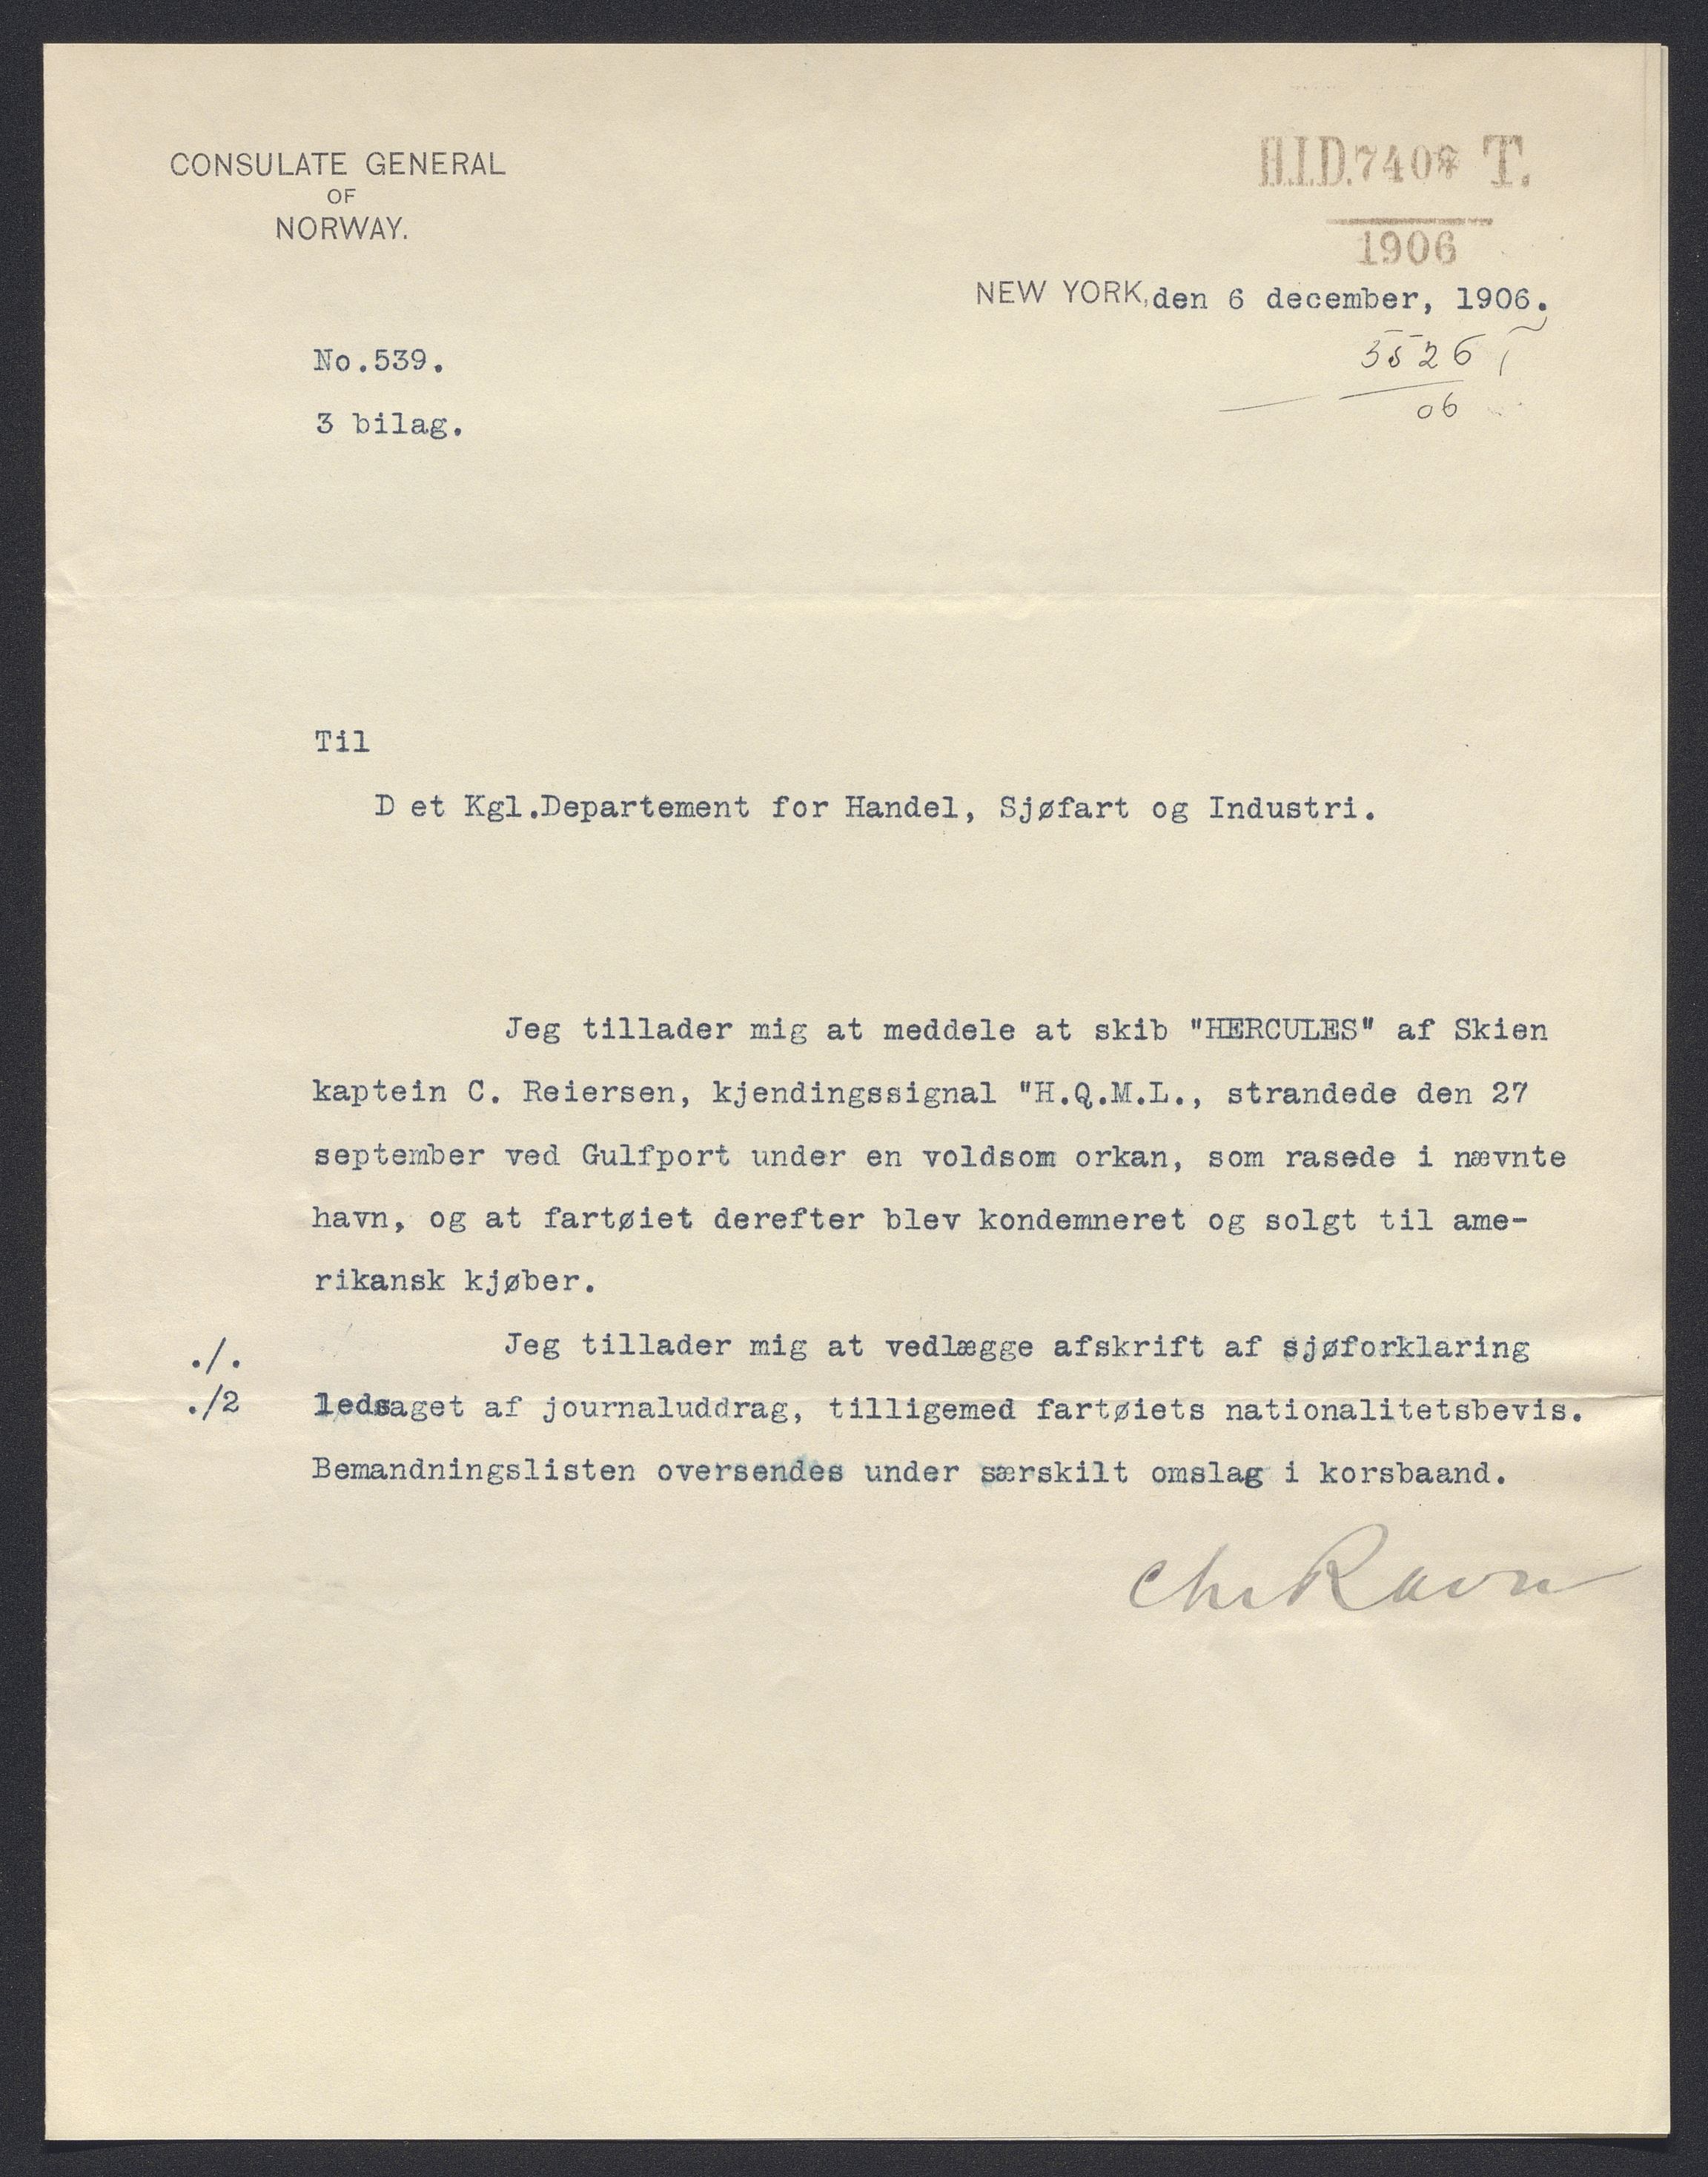 CONSULATE GENERAL
OF
NORWAY.
H.I.D. T.
1906
NEW YORK, den 6 december, 1906.
5526
06
No.539.
3 bilag.
Til
D et Kgl.Departement for Handel, Sjøfart og Industri.
Jeg tillader mig at meddele at skib "HERCULES" af Skien
kaptein C. Reiersen, kjendingssignal "H.Q.M.L., strandede den 27
september ved Gulfport under en voldsom orkan, som rasede i nævnte
havn, og at fartøiet derefter blev kondemneret og solgt til ame-
rikansk kjøber.
./. Jeg tillader mig at vedlægge afskrift af sjøforklaring
./2 ledsaget af journaluddrag, tilligemed fartøiets nationalitetsbevis.
Bemandningslisten oversendes under særskilt omslag i korsbaand.
Chr Ravn